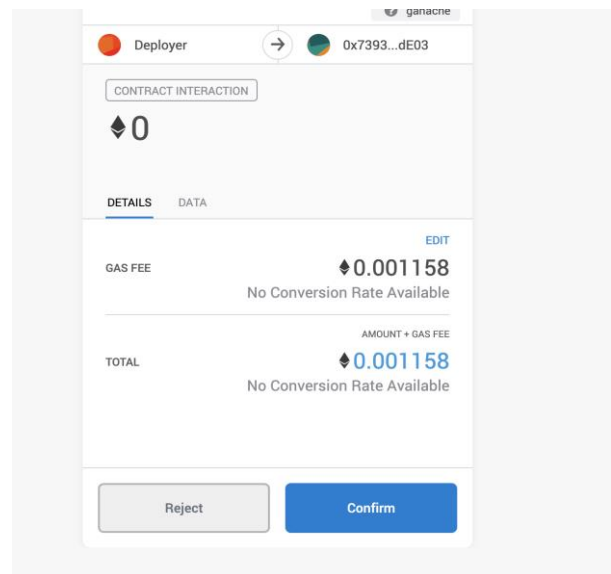 ganache
Deployer 0x7393...dE03
CONTRACT INTERACTION
0
DETAILS DATA
EDIT
GAS FEE 0.001158
No Conversion Rate Available
AMOUNT + GAS FEE
TOTAL 0.001158
No Conversion Rate Available
Reject Confirm